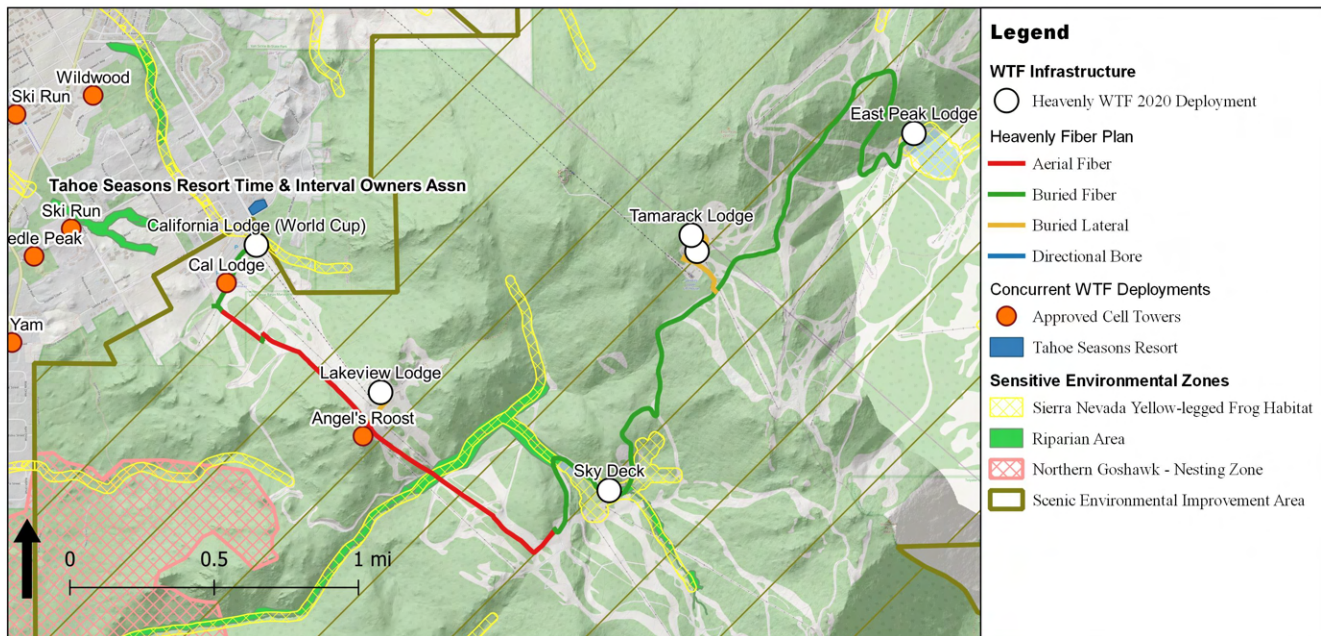 Wildwood
Ski Run
East Peak Lodge
Tahoe Seasons Resort Time & Interval Owners Assn
Ski Run
California Lodge (World Cup)
Tamarack Lodge
edle Peak
Cal Lodge
Yam
Lakeview Lodge
Angel's Roost
Sky Deck
0 0.5 1 mi
Legend
WTF Infrastructure
Heavenly WTF 2020 Deployment
Heavenly Fiber Plan
Aerial Fiber
Buried Fiber
Buried Lateral
Directional Bore
Concurrent WTF Deployments
Approved Cell Towers
Tahoe Seasons Resort
Sensitive Environmental Zones
Sierra Nevada Yellow-legged Frog Habitat
Riparian Area
Northern Goshawk - Nesting Zone
Scenic Environmental Improvement Area